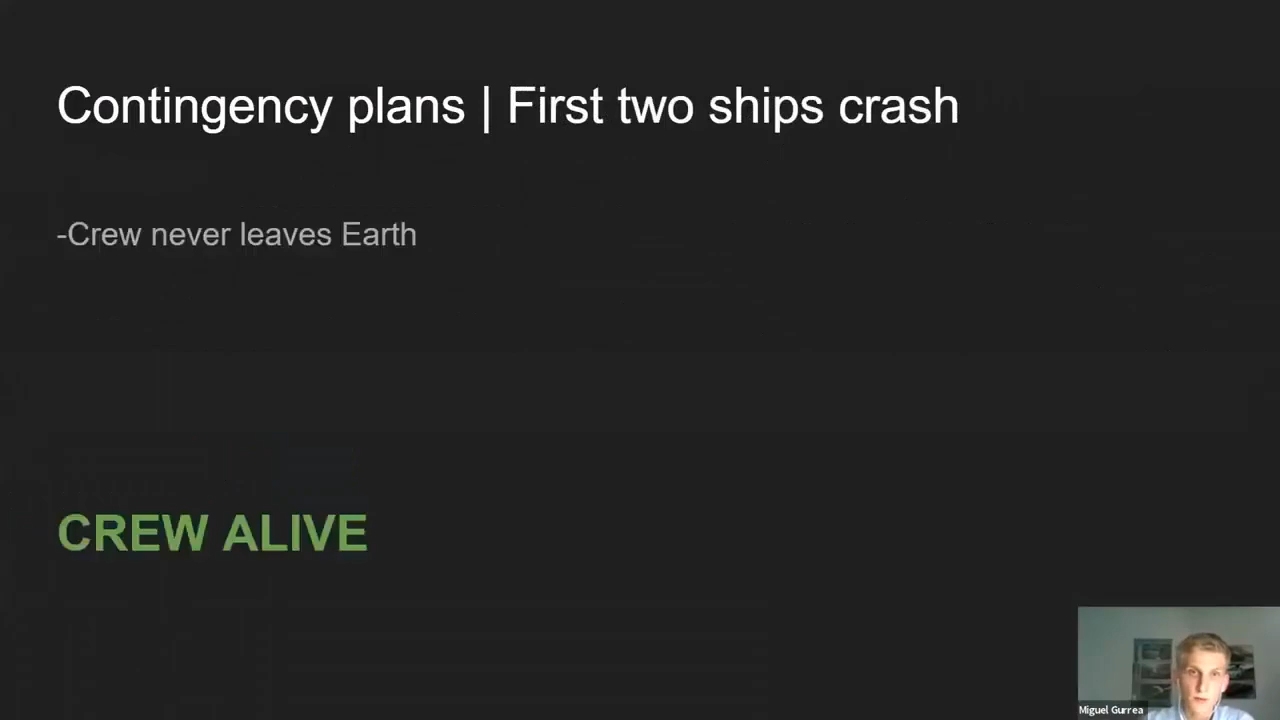 Contingency plans | First two ships crash
-Crew never leaves Earth
CREW ALIVE
Miguel Gurrea